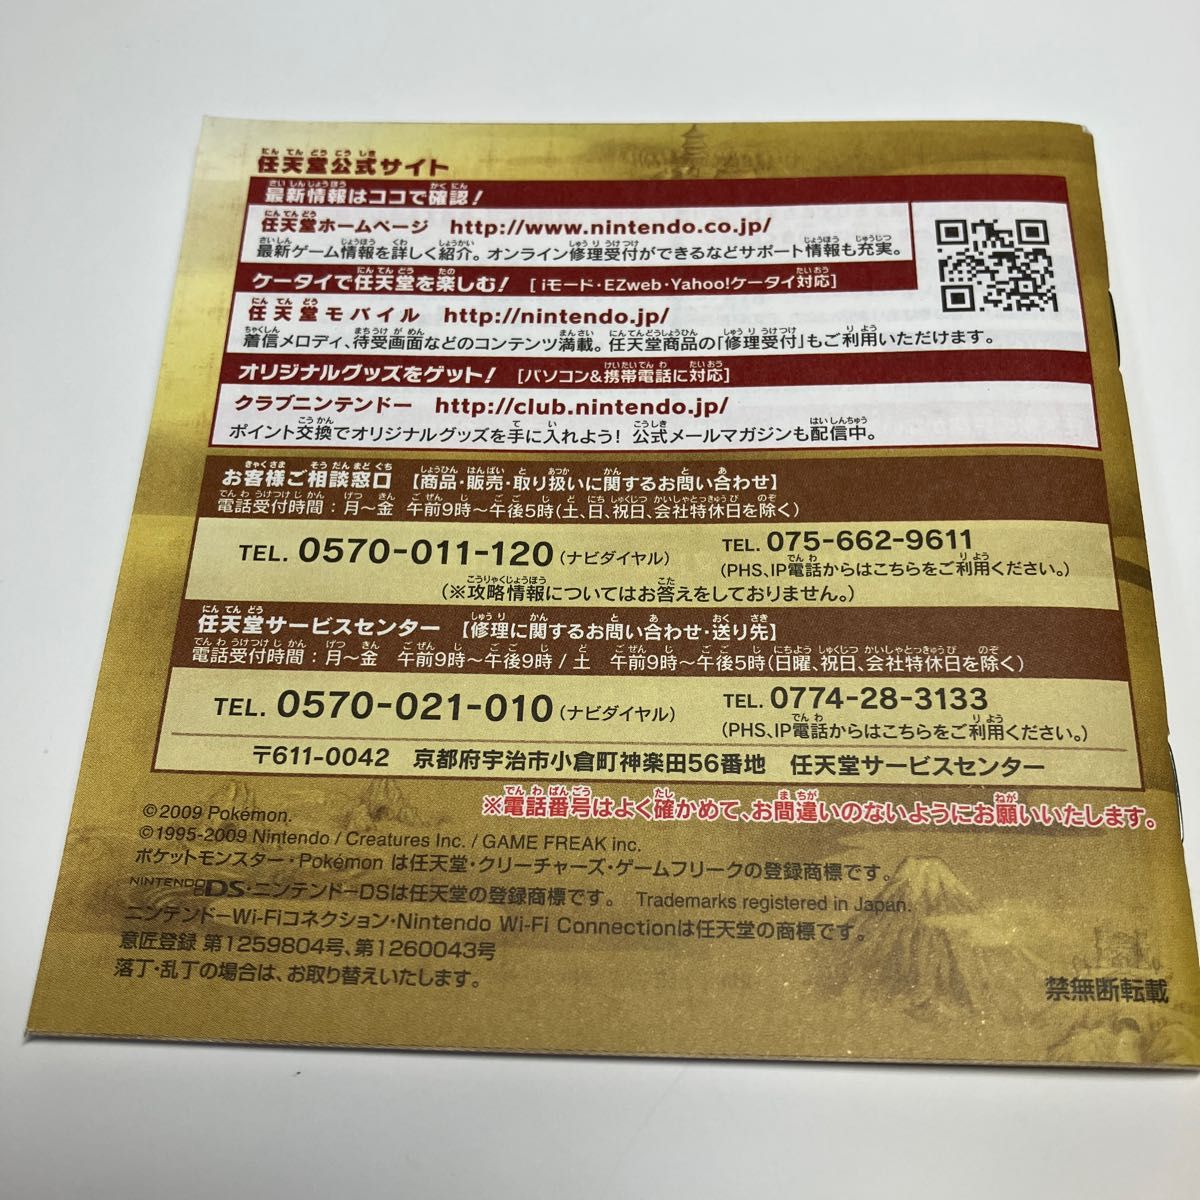 任天堂公式サイト
最新情報はココで確認!
任天堂ホームページ http://www.nintendo.co.jp/
最新ゲーム情報を詳しく紹介。オンライン修理受付ができるなどサポート情報も充実。
ケータイで任天堂を楽しむ! [iモード・EZweb・Yahoo!ケータイ対応]
任天堂モバイル http://nintendo.jp/
着信メロディ、待受画面などのコンテンツ満載。任天堂商品の「修理受付」もご利用いただけます。
オリジナルグッズをゲット! [パソコン&携帯電話に対応]
クラブニンテンドー http://club.nintendo.jp/
ポイント交換でオリジナルグッズを手に入れよう! 公式メールマガジンも配信中。
お客様ご相談窓口 【商品・販売・取り扱いに関するお問い合わせ】
電話受付時間:月〜金 午前9時〜午後5時(土、日、祝日、会社特休日を除く)
TEL. 0570-011-120(ナビダイヤル) TEL. 075-662-9611
(PHS、IP電話からはこちらをご利用ください。)
(※攻略情報についてはお答えをしておりません。)
任天堂サービスセンター 【修理に関するお問い合わせ・送り先】
電話受付時間:月〜金 午前9時〜午後9時/土 午前9時〜午後5時(日曜、祝日、会社特休日を除く)
TEL. 0570-021-010(ナビダイヤル) TEL. 0774-28-3133
(PHS、IP電話からはこちらをご利用ください。)
〒611-0042 京都府宇治市小倉町神楽田56番地 任天堂サービスセンター
※電話番号はよく確かめて、お間違いのないようにお願いいたします。
©2009 Pokémon.
©1995-2009 Nintendo / Creatures Inc. / GAME FREAK inc.
ポケットモンスター・Pokémon は任天堂・クリーチャーズ・ゲームフリークの登録商標です。
NINTENDO DS・ニンテンドーDSは任天堂の登録商標です。 Trademarks registered in Japan.
ニンテンドーWi-Fiコネクション・Nintendo Wi-Fi Connectionは任天堂の商標です。
意匠登録 第1259804号、第1260043号
落丁・乱丁の場合は、お取り替えいたします。
禁無断転載